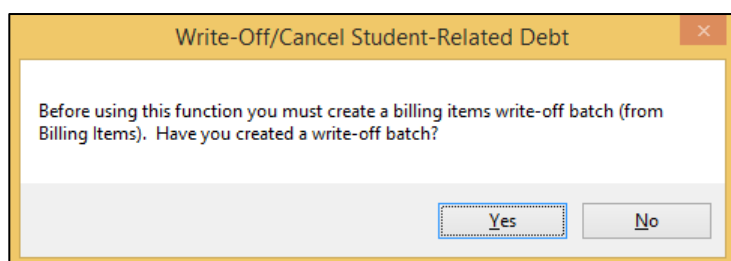 Write-Off/Cancel Student-Related Debt
Before using this function you must create a billing items write-off batch (from
Billing Items).  Have you created a write-off batch?
Yes
No